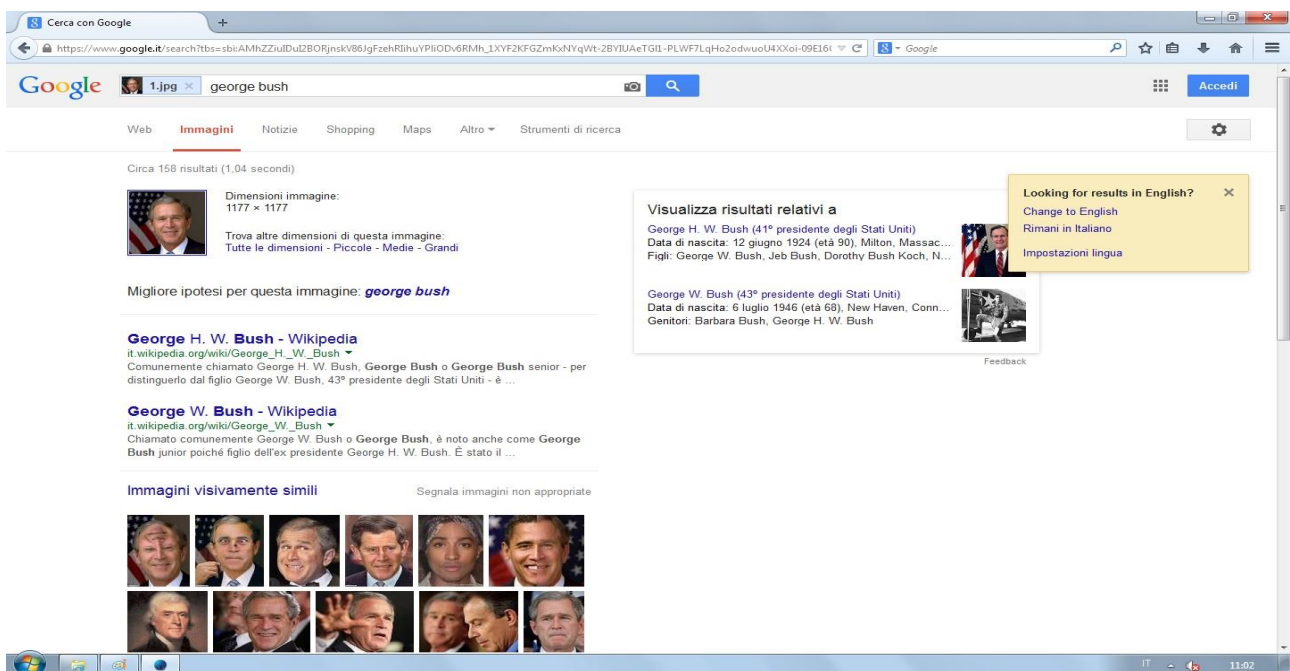 Cerca con Google
https://www.google.it/search?tbs=sbi:
Google
Google 1.jpg × george bush Accedi
Web Immagini Notizie Shopping Maps Altro Strumenti di ricerca
Circa 158 risultati (1,04 secondi)
Dimensioni immagine:
1177 × 1177
Trova altre dimensioni di questa immagine:
Tutte le dimensioni - Piccole - Medie - Grandi
Migliore ipotesi per questa immagine: george bush
George H. W. Bush - Wikipedia
it.wikipedia.org/wiki/George_H._W._Bush
Comunemente chiamato George H. W. Bush, George Bush o George Bush senior - per
distinguerlo dal figlio George W. Bush, 43º presidente degli Stati Uniti - è ...
George W. Bush - Wikipedia
it.wikipedia.org/wiki/George_W._Bush
Chiamato comunemente George W. Bush o George Bush, è noto anche come George
Bush junior poiché figlio dell'ex presidente George H. W. Bush. È stato il ...
Immagini visivamente simili Segnala immagini non appropriate
Visualizza risultati relativi a
George H. W. Bush (41º presidente degli Stati Uniti)
Data di nascita: 12 giugno 1924 (età 90), Milton, Massac...
Figli: George W. Bush, Jeb Bush, Dorothy Bush Koch, N...
George W. Bush (43º presidente degli Stati Uniti)
Data di nascita: 6 luglio 1946 (età 68), New Haven, Conn...
Genitori: Barbara Bush, George H. W. Bush
Feedback
Looking for results in English?
Change to English
Rimani in Italiano
Impostazioni lingua
IT 11:02